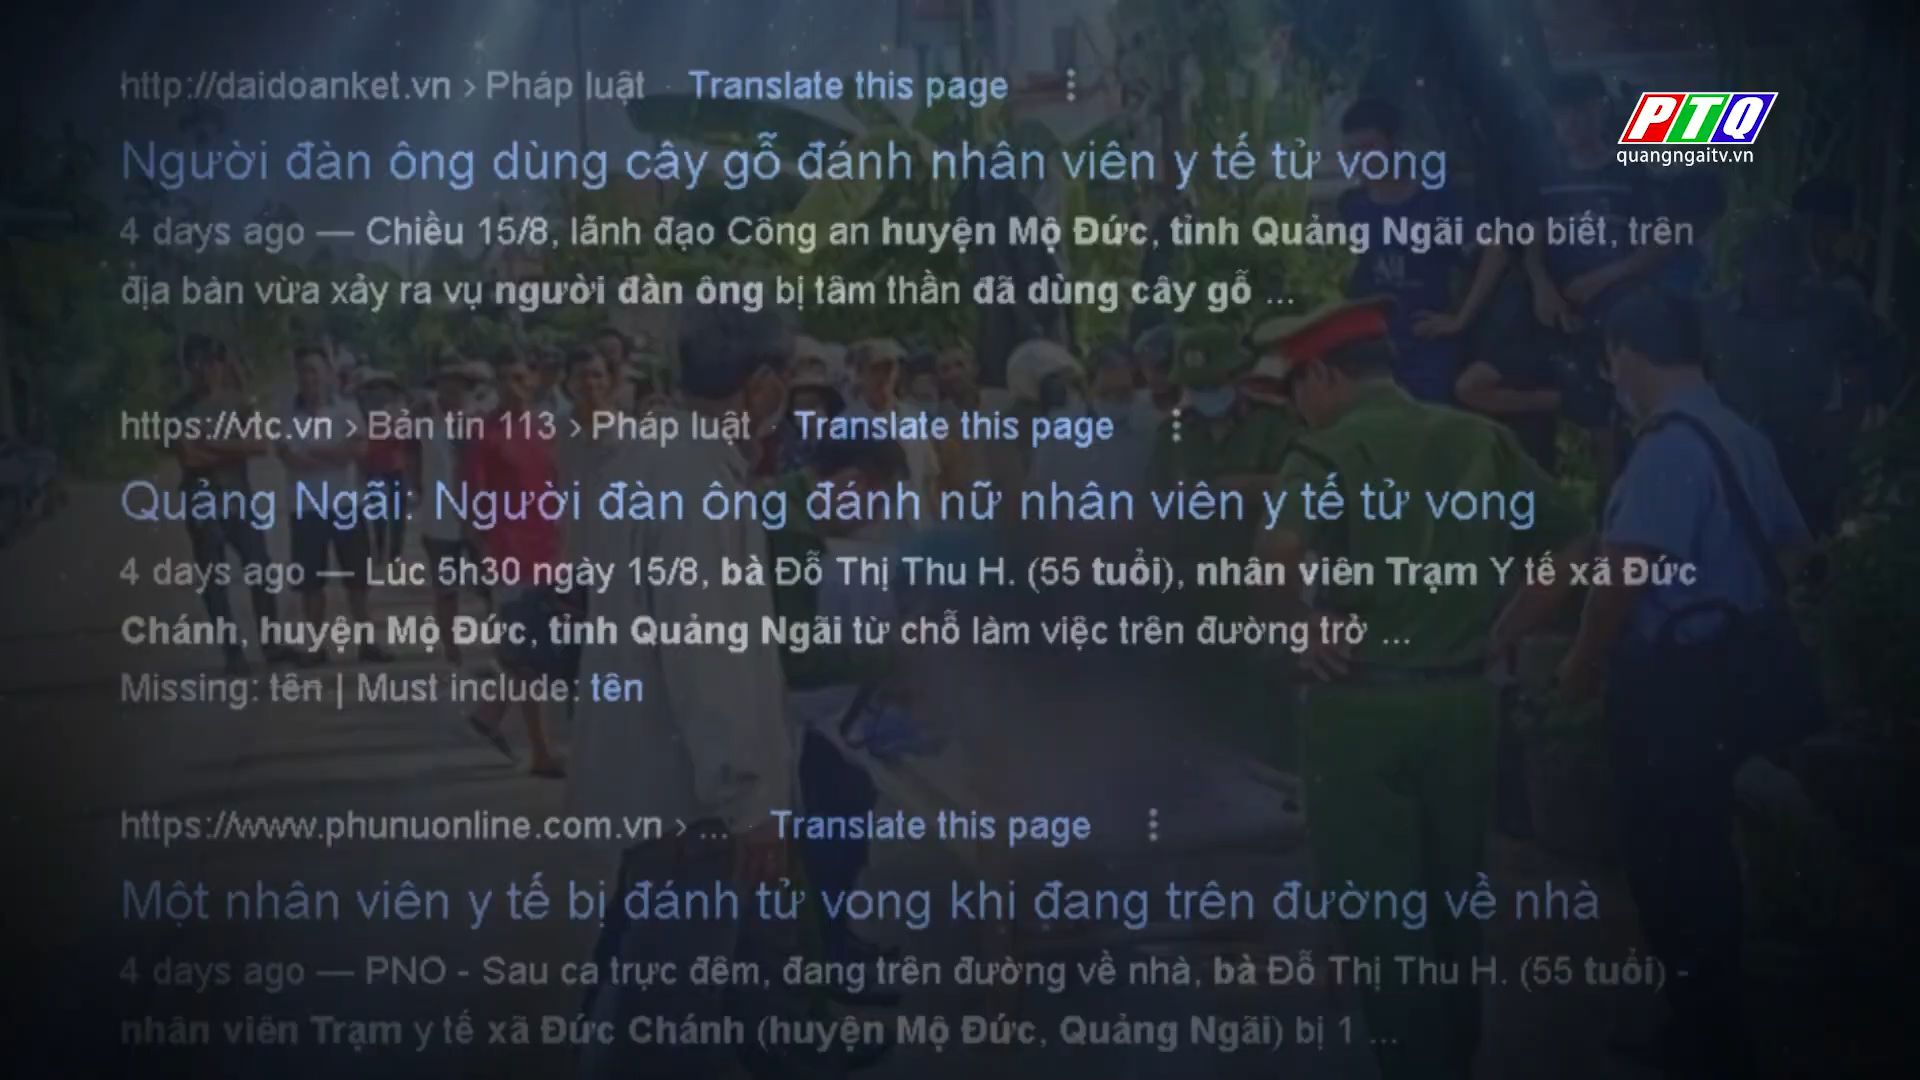 http://daidoanket.vn › Pháp luật · Translate this page
PTQ
quangngaitv.vn
Người đàn ông dùng cây gỗ đánh nhân viên y tế tử vong
4 days ago — Chiều 15/8, lãnh đạo Công an huyện Mộ Đức, tỉnh Quảng Ngãi cho biết, trên
địa bàn vừa xảy ra vụ người đàn ông bị tâm thần đã dùng cây gỗ ...
https://vtc.vn › Bản tin 113 › Pháp luật · Translate this page
Quảng Ngãi: Người đàn ông đánh nữ nhân viên y tế tử vong
4 days ago — Lúc 5h30 ngày 15/8, bà Đỗ Thị Thu H. (55 tuổi), nhân viên Trạm Y tế xã Đức
Chánh, huyện Mộ Đức, tỉnh Quảng Ngãi từ chỗ làm việc trên đường trở ...
Missing: tên | Must include: tên
https://www.phunuonline.com.vn › ... · Translate this page
Một nhân viên y tế bị đánh tử vong khi đang trên đường về nhà
4 days ago — PNO - Sau ca trực đêm, đang trên đường về nhà, bà Đỗ Thị Thu H. (55 tuổi) -
nhân viên Trạm y tế xã Đức Chánh (huyện Mộ Đức, Quảng Ngãi) bị 1 ...